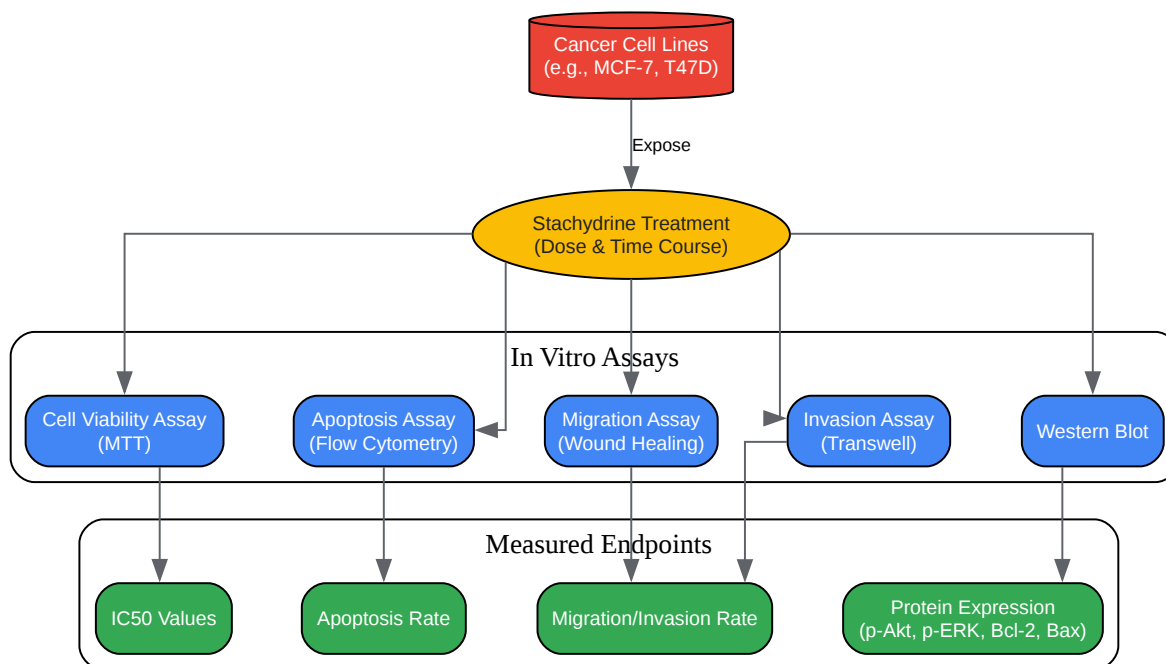 Cancer Cell Lines
(e.g., MCF-7, T47D)
Expose
Stachydrine Treatment
(Dose & Time Course)
In Vitro Assays
Cell Viability Assay
(MTT)
Apoptosis Assay
(Flow Cytometry)
Migration Assay
(Wound Healing)
Invasion Assay
(Transwell)
Western Blot
Measured Endpoints
IC50 Values
Apoptosis Rate
Migration/Invasion Rate
Protein Expression
(p-Akt, p-ERK, Bcl-2, Bax)